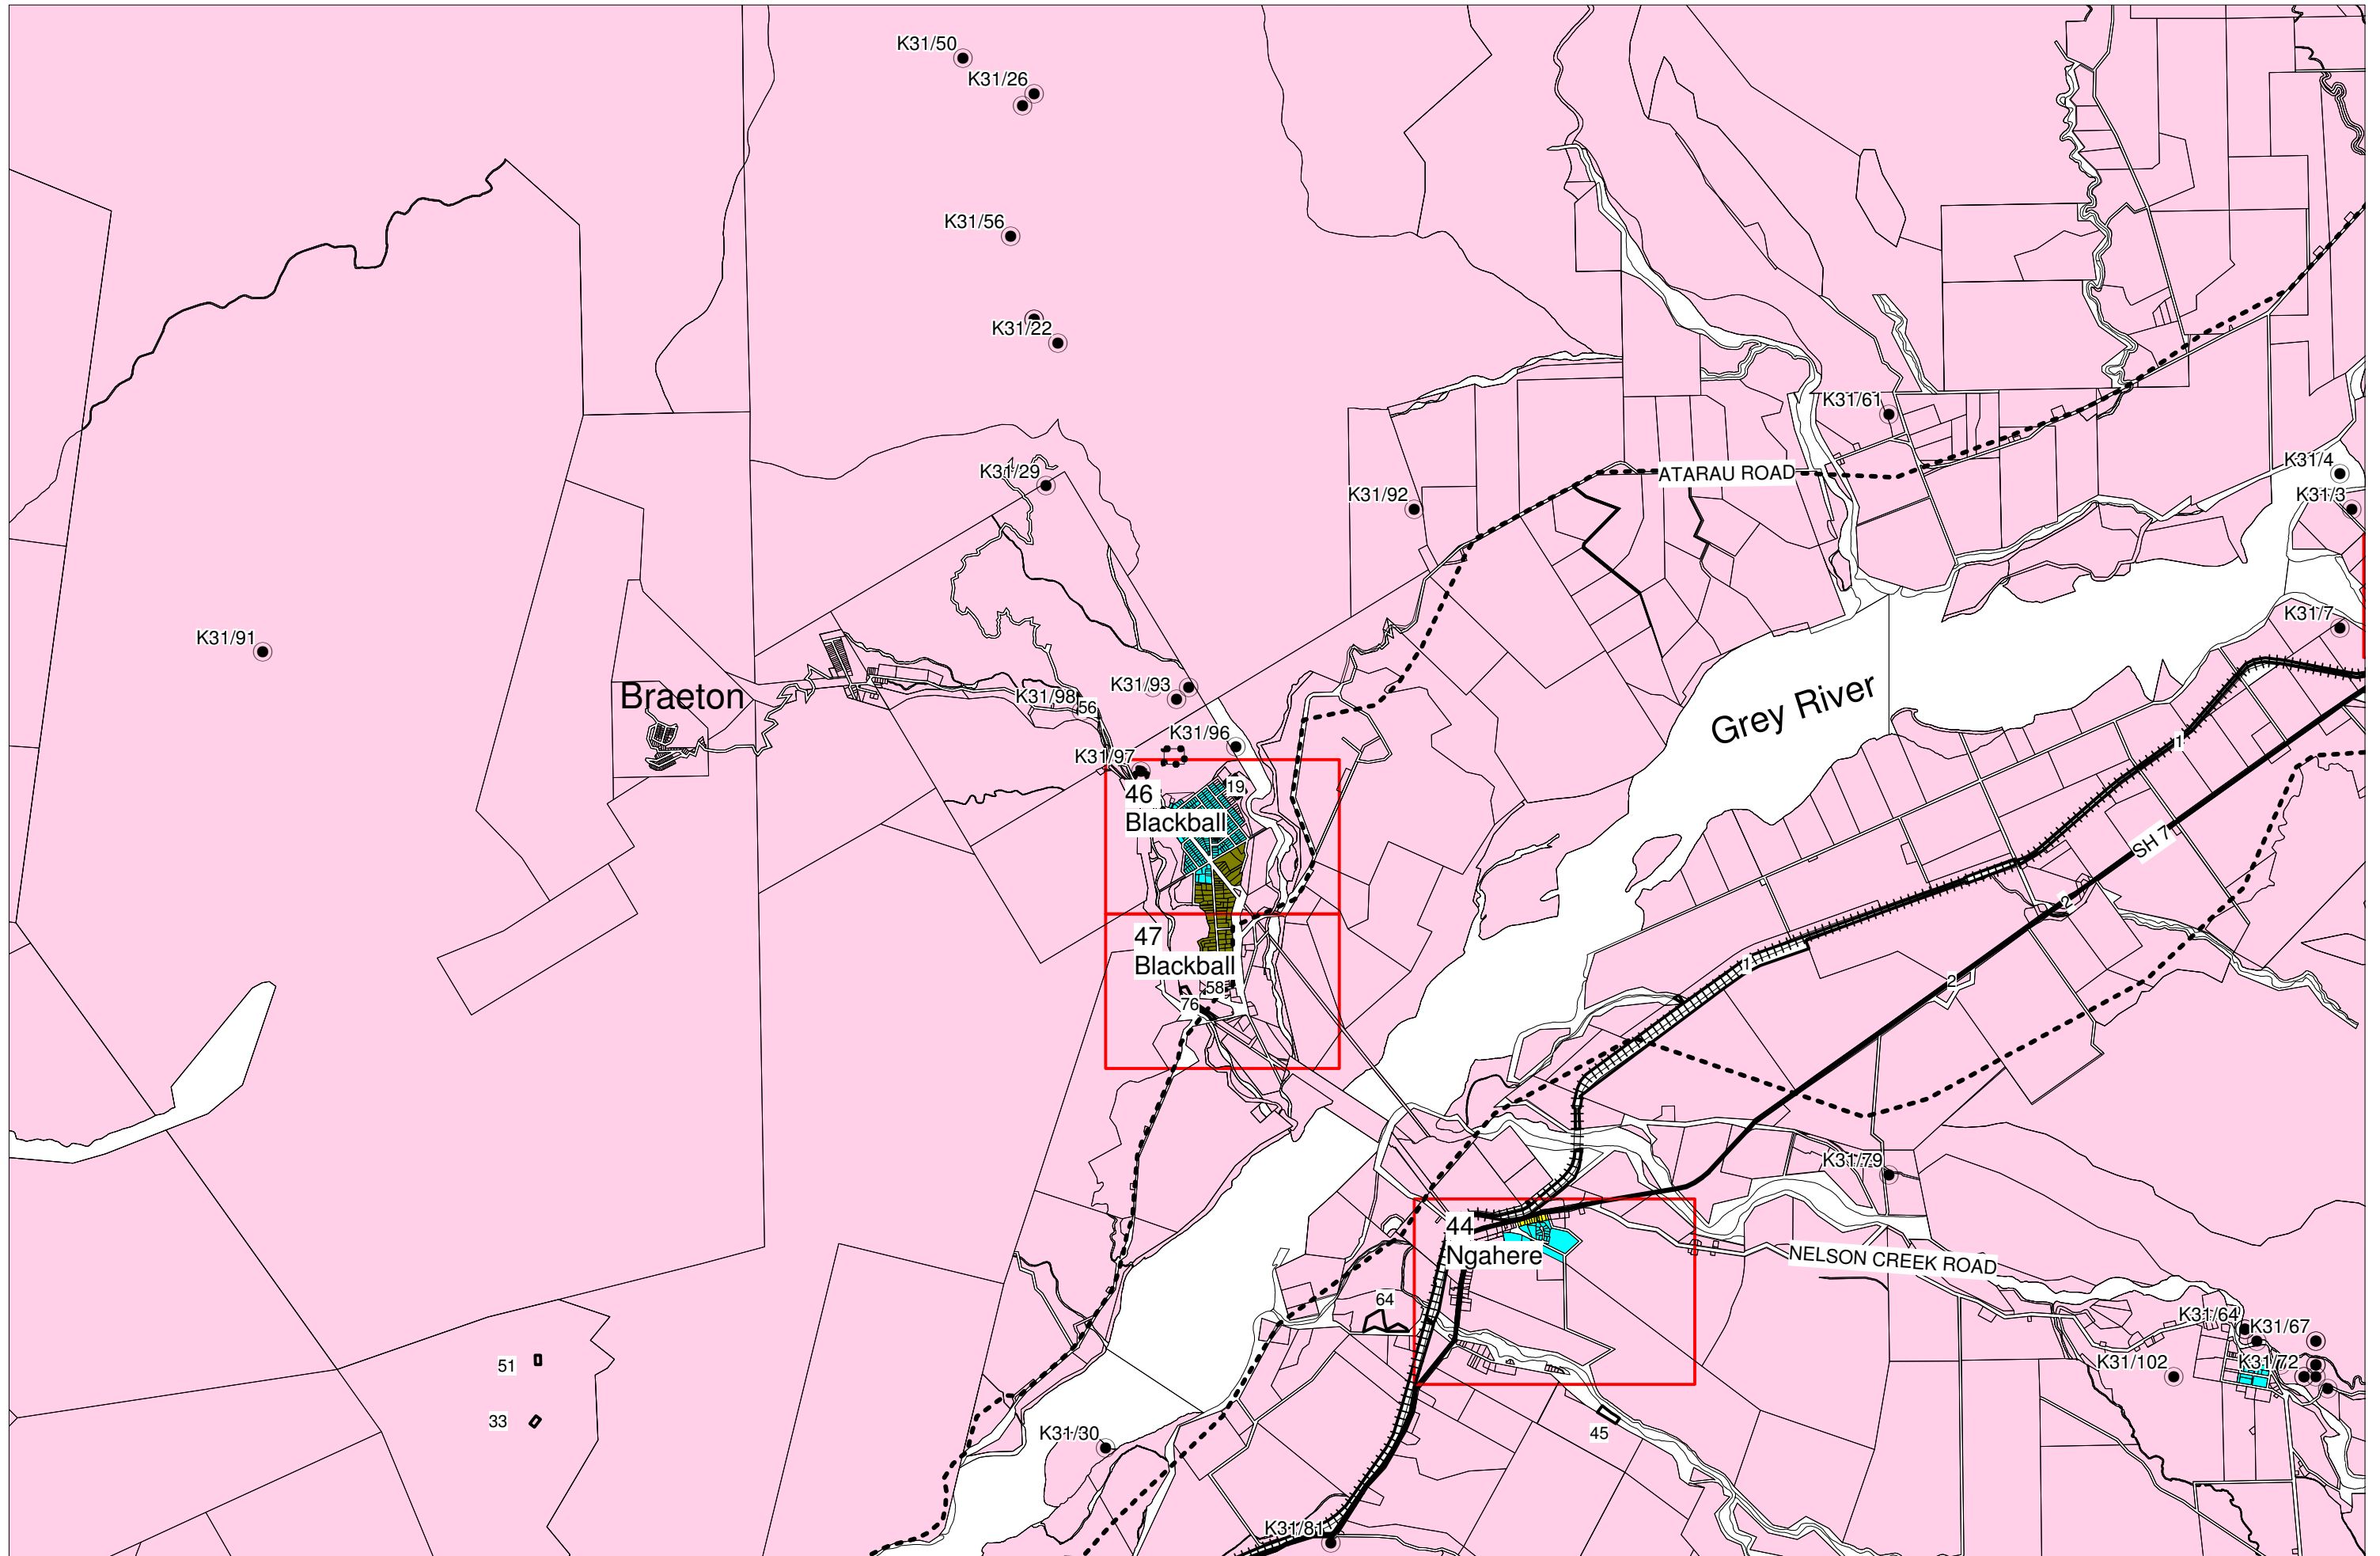 K31/50
K31/26
K31/56
K31/22
K31/61
K31/29
ATARAU ROAD
K31/4
K31/92
K31/3
K31/7
K31/91
Braeton
K31/93
K31/98
56
Grey River
K31/96
1
K31/97
19
46
Blackball
SH 7
2
47
Blackball
1
2
58
76
K31/79
44
Ngahere
NELSON CREEK ROAD
64
K31/64
K31/67
51
K31/102
K31/72
33
45
K31/30
K31/81